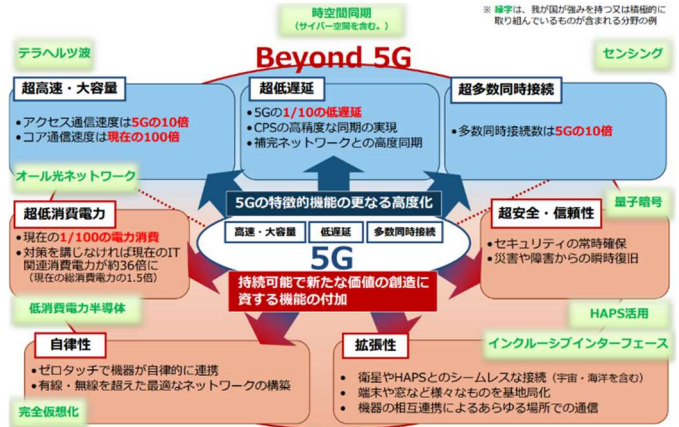 時空間同期
(サイバー空間を含む。)
※ 緑字は、我が国が強みを持つ又は積極的に
取り組んでいるものが含まれる分野の例
テラヘルツ波
Beyond 5G
センシング
超高速・大容量
•アクセス通信速度は5Gの10倍
•コア通信速度は現在の100倍
超低遅延
•5Gの1/10の低遅延
•CPSの高精度な同期の実現
•補完ネットワークとの高度同期
超多数同時接続
•多数同時接続数は5Gの10倍
オール光ネットワーク
5Gの特徴的機能の更なる高度化
量子暗号
超低消費電力
•現在の1/100の電力消費
•対策を講じなければ現在のIT
関連消費電力が約36倍に
(現在の総消費電力の1.5倍)
高速・大容量
低遅延
多数同時接続
5G
超安全・信頼性
•セキュリティの常時確保
•災害や障害からの瞬時復旧
持続可能で新たな価値の創造に
資する機能の付加
低消費電力半導体
HAPS活用
自律性
•ゼロタッチで機器が自律的に連携
•有線・無線を超えた最適なネットワークの構築
完全仮想化
拡張性
インクルーシブインターフェース
• 衛星やHAPSとのシームレスな接続(宇宙・海洋を含む)
• 端末や窓など様々なものを基地局化
• 機器の相互連携によるあらゆる場所での通信